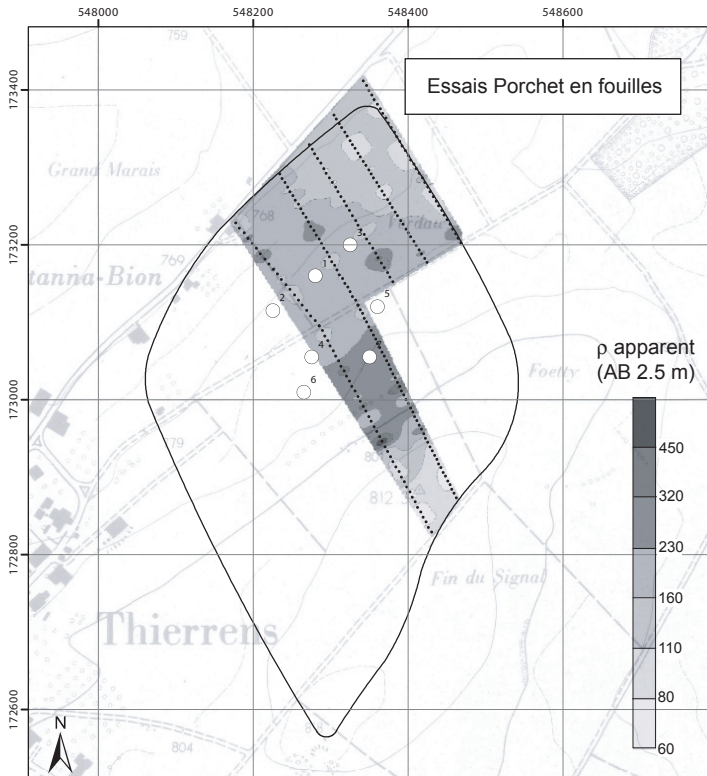 548000 548200 548400 548600
759
173400
Essais Porchet en fouilles
Grand Marais
768
173200
Verdau
3
769
tanna-Bion
1
5
2
ρ apparent
(AB 2.5 m)
4
7
Foetty
173000
6
779
450
812
320
230
172800
Fin du Signal
160
Thierrens
110
80
172600
N
804
60